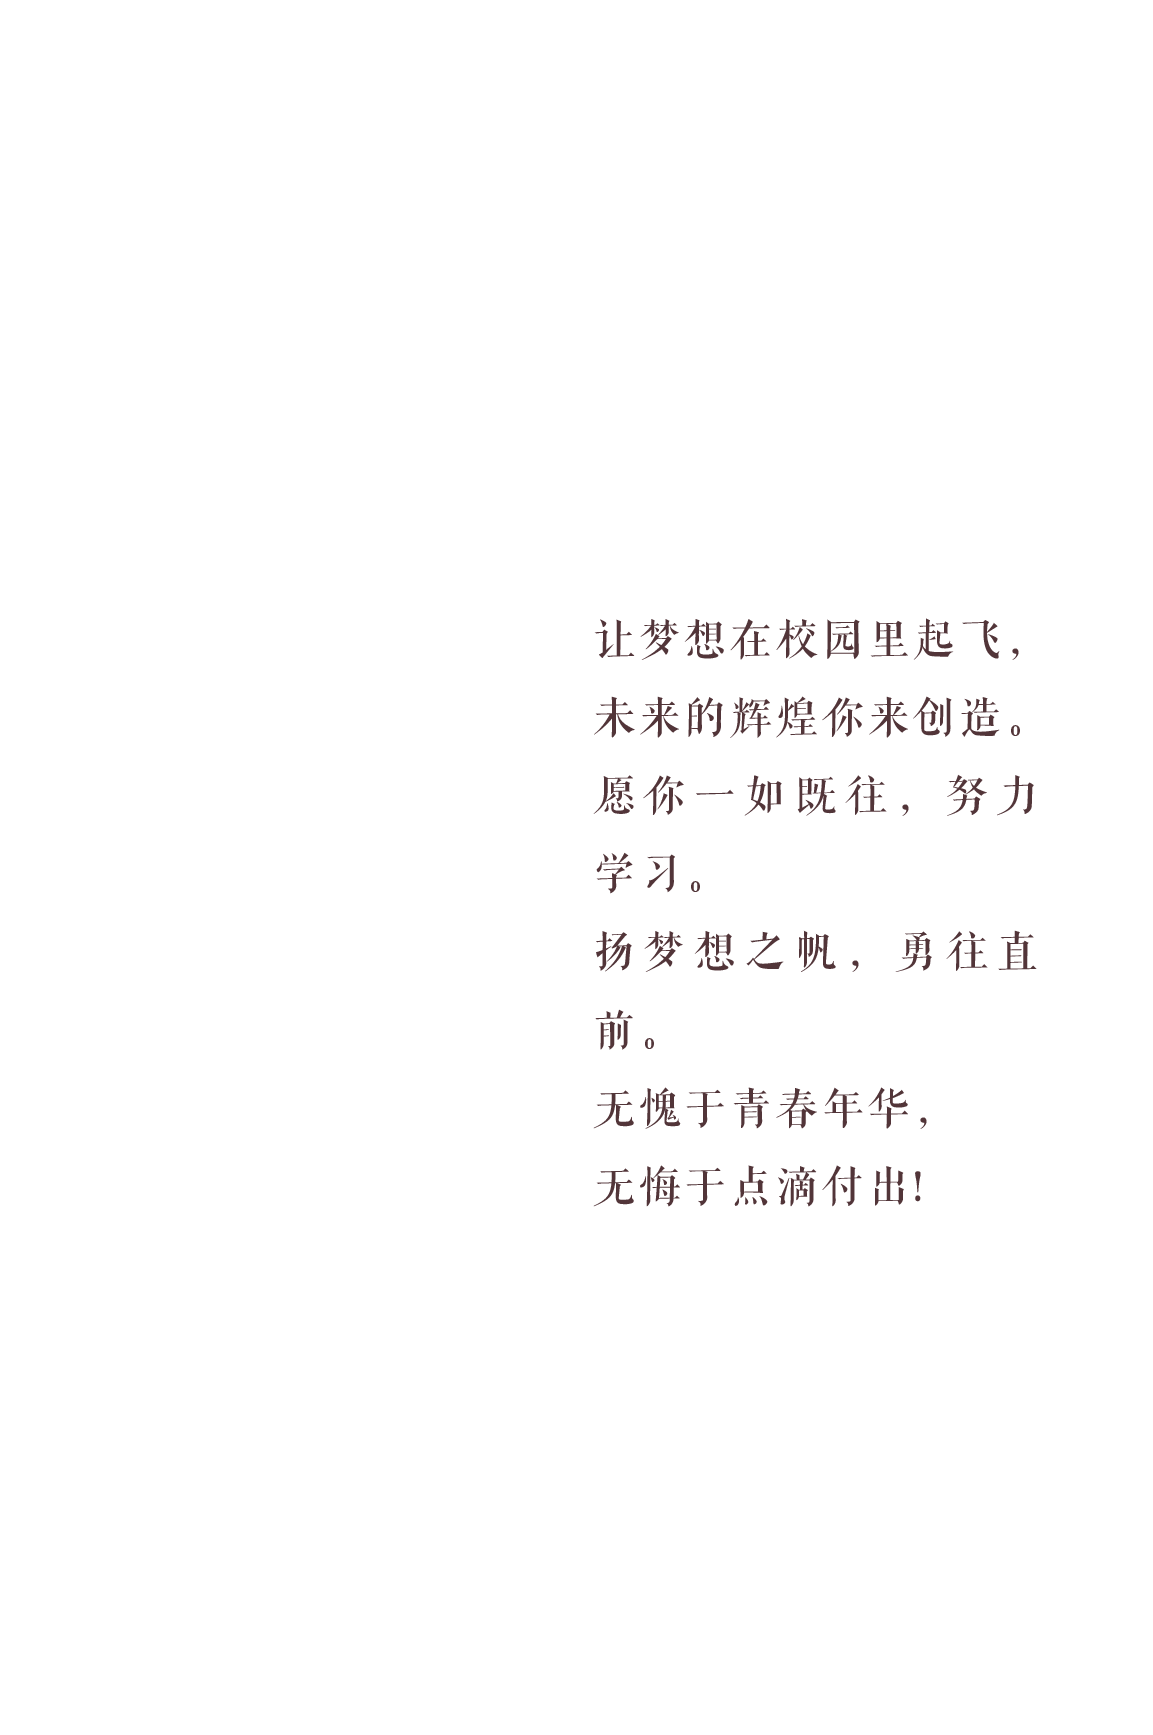 让梦想在校园里起飞，
未来的辉煌你来创造。
愿你一如既往，努力
学习。
扬梦想之帆，勇往直
前。
无愧于青春年华，
无悔于点滴付出!